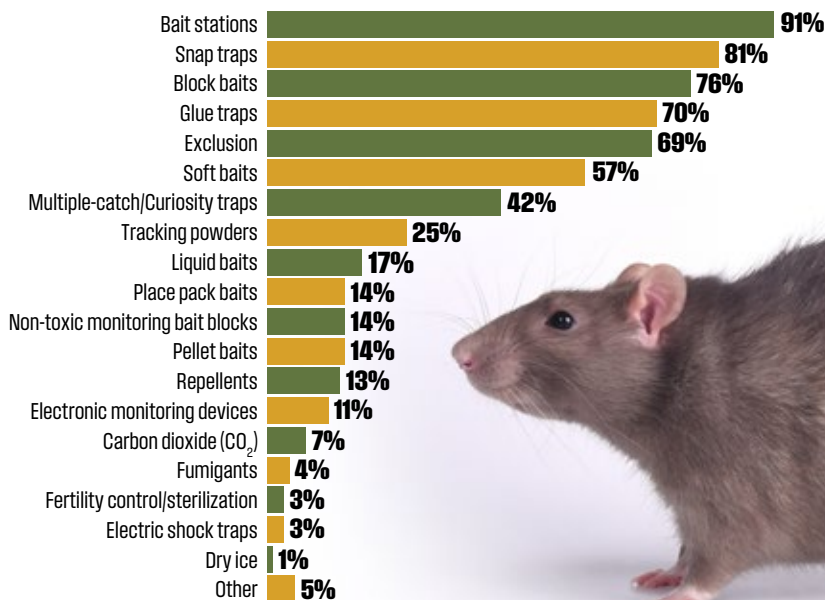 Bait stations 91%
Snap traps 81%
Block baits 76%
Glue traps 70%
Exclusion 69%
Soft baits 57%
Multiple-catch/Curiosity traps 42%
Tracking powders 25%
Liquid baits 17%
Place pack baits 14%
Non-toxic monitoring bait blocks 14%
Pellet baits 14%
Repellents 13%
Electronic monitoring devices 11%
Carbon dioxide (CO₂) 7%
Fumigants 4%
Fertility control/sterilization 3%
Electric shock traps 3%
Dry ice 1%
Other 5%